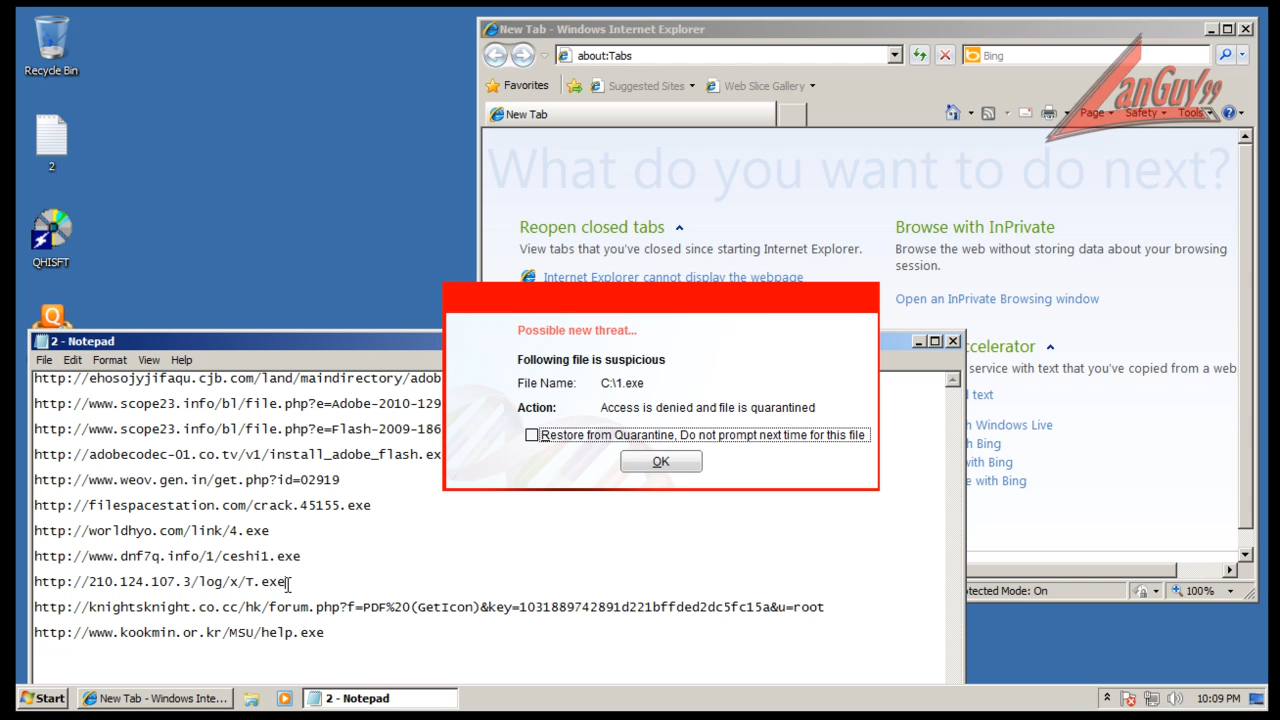 Recycle Bin
2
QHISFT
New Tab - Windows Internet Explorer
about:Tabs
Bing
Favorites
Suggested Sites
Web Slice Gallery
New Tab
Page
Safety
Tools
anGuy99
What do you want to do next?
Reopen closed tabs
View tabs that you've closed since starting Internet Explorer.
Internet Explorer cannot display the webpage
Browse with InPrivate
Browse the web without storing data about your browsing
session.
Open an InPrivate Browsing window
ccelerator
service with text that you've copied from a web
text
h Windows Live
h Bing
with Bing
e with Bing
otected Mode: On
100%
2 - Notepad
File Edit Format View Help
http://ehosojyjifaqu.cjb.com/land/maindirectory/adob
http://www.scope23.info/bl/file.php?e=Adobe-2010-129
http://www.scope23.info/bl/file.php?e=Flash-2009-186
http://adobecodec-01.co.tv/v1/install_adobe_flash.ex
http://www.weov.gen.in/get.php?id=02919
http://filespacestation.com/crack.45155.exe
http://worldhyo.com/link/4.exe
http://www.dnf7q.info/1/ceshi1.exe
http://210.124.107.3/log/x/T.exe
http://knightsknight.co.cc/hk/forum.php?f=PDF%20(GetIcon)&key=1031889742891d221bffded2dc5fc15a&u=root
http://www.kookmin.or.kr/MSU/help.exe
Possible new threat...
Following file is suspicious
File Name: C:\1.exe
Action: Access is denied and file is quarantined
Restore from Quarantine, Do not prompt next time for this file
OK
Start
New Tab - Windows Inte...
2 - Notepad
10:09 PM